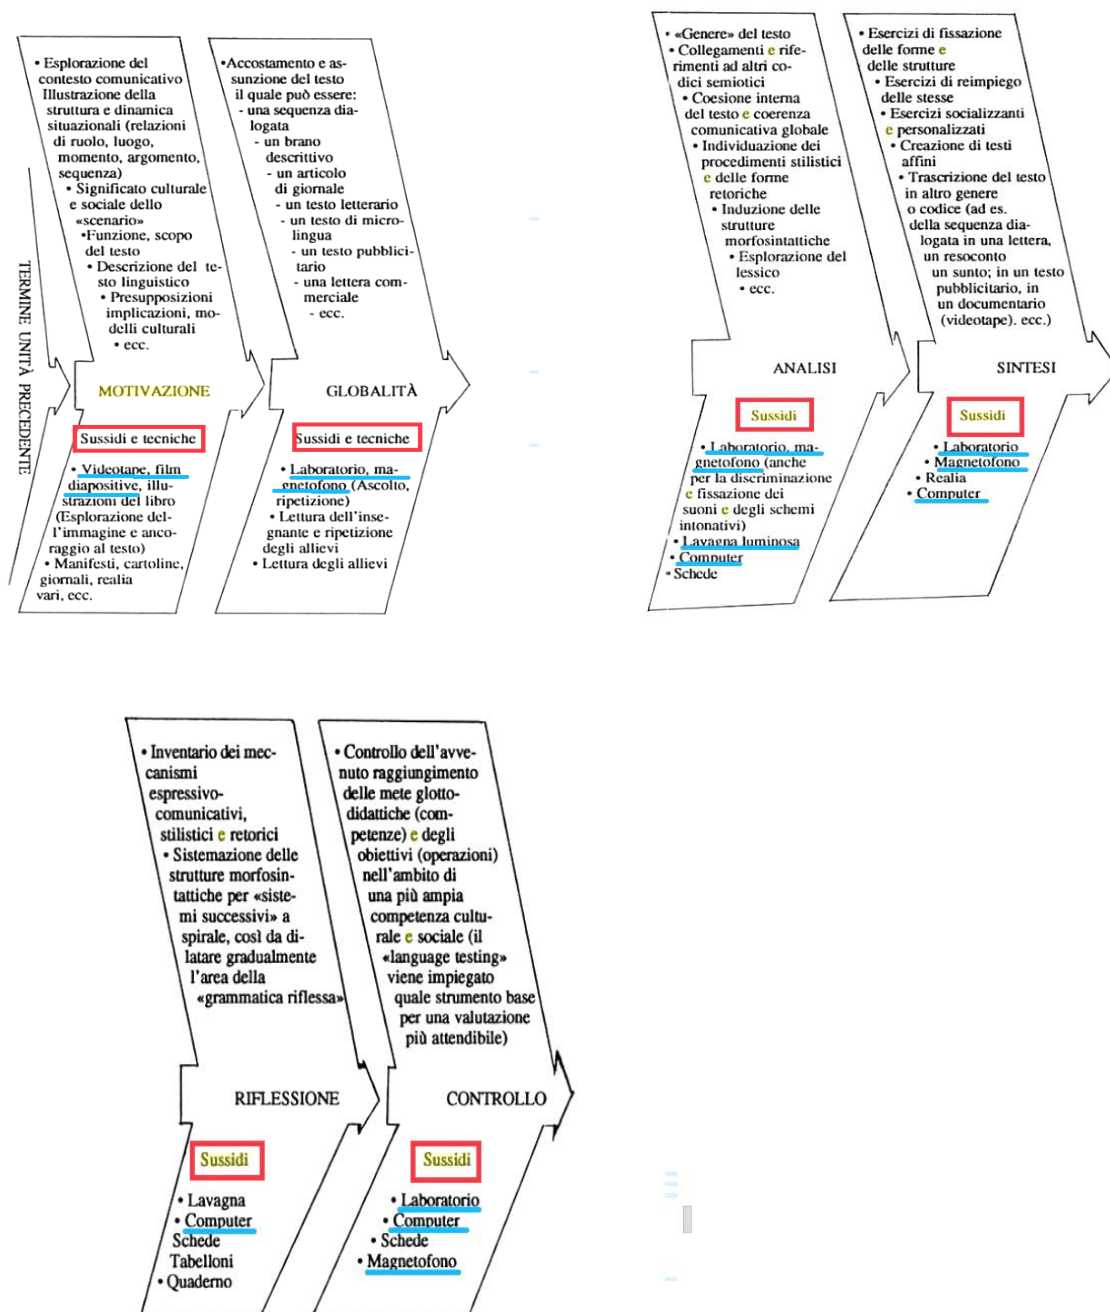 TERMINE UNITÀ PRECEDENTE
• Esplorazione del
contesto comunicativo
Illustrazione della
struttura e dinamica
situazionali (relazioni
di ruolo, luogo,
momento, argomento,
sequenza)
• Significato culturale
e sociale dello
«scenario»
•Funzione, scopo
del testo
• Descrizione del te-
sto linguistico
• Presupposizioni
implicazioni, mo-
delli culturali
• ecc.
MOTIVAZIONE
Sussidi e tecniche
• Videotape, film
diapositive, illu-
strazioni del libro
(Esplorazione del-
l'immagine e anco-
raggio al testo)
• Manifesti, cartoline,
giornali, realia
vari, ecc.
•Accostamento e as-
sunzione del testo
il quale può essere:
- una sequenza dia-
logata
- un brano
descrittivo
- un articolo
di giornale
- un testo letterario
- un testo di micro-
lingua
- un testo pubblici-
tario
- una lettera com-
merciale
- ecc.
GLOBALITÀ
Sussidi e tecniche
• Laboratorio, ma-
gnetofono (Ascolto,
ripetizione)
• Lettura dell'inse-
gnante e ripetizione
degli allievi
• Lettura degli allievi
• «Genere» del testo
• Collegamenti e rife-
rimenti ad altri co-
dici semiotici
• Coesione interna
del testo e coerenza
comunicativa globale
• Individuazione dei
procedimenti stilistici
e delle forme
retoriche
• Induzione delle
strutture
morfosintattiche
• Esplorazione del
lessico
• ecc.
ANALISI
Sussidi
• Laboratorio, ma-
gnetofono (anche
per la discriminazione
e fissazione dei
suoni e degli schemi
intonativi)
• Lavagna luminosa
• Computer
• Schede
• Esercizi di fissazione
delle forme e
delle strutture
• Esercizi di reimpiego
delle stesse
• Esercizi socializzanti
e personalizzati
• Creazione di testi
affini
• Trascrizione del testo
in altro genere
o codice (ad es.
della sequenza dia-
logata in una lettera,
un resoconto
un sunto; in un testo
pubblicitario, in
un documentario
(videotape). ecc.)
SINTESI
Sussidi
• Laboratorio
• Magnetofono
• Realia
• Computer
• Inventario dei mec-
canismi
espressivo-
comunicativi,
stilistici e retorici
• Sistemazione delle
strutture morfosin-
tattiche per «siste-
mi successivi» a
spirale, così da di-
latare gradualmente
l'area della
«grammatica riflessa»
RIFLESSIONE
Sussidi
• Lavagna
• Computer
Schede
Tabelloni
• Quaderno
• Controllo dell'avve-
nuto raggiungimento
delle mete glotto-
didattiche (com-
petenze) e degli
obiettivi (operazioni)
nell'ambito di
una più ampia
competenza cultu-
rale e sociale (il
«language testing»
viene impiegato
quale strumento base
per una valutazione
più attendibile)
CONTROLLO
Sussidi
• Laboratorio
• Computer
• Schede
• Magnetofono